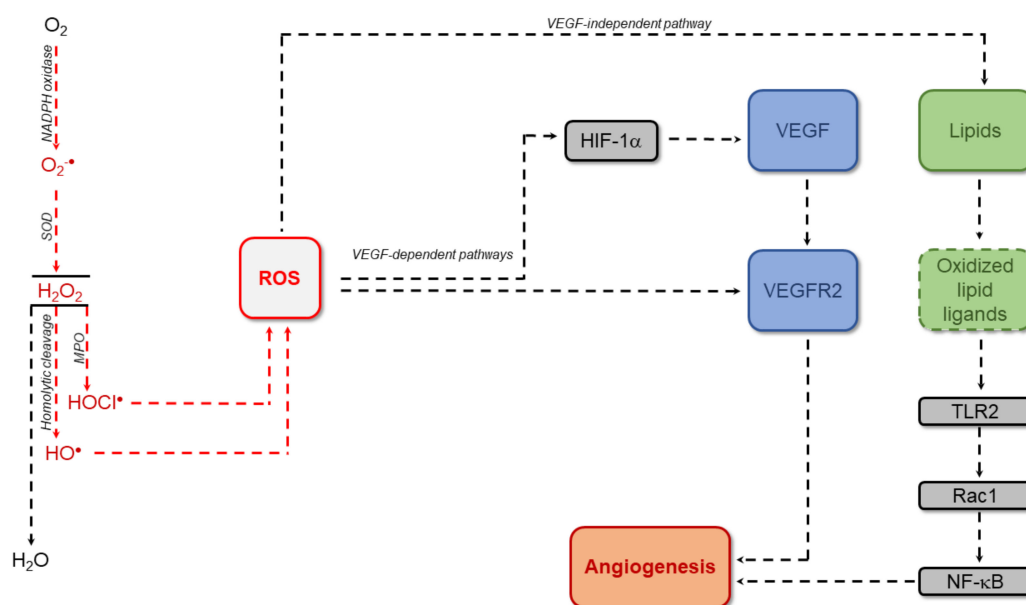 O₂
NADPH oxidase
O₂⁻•
SOD
H₂O₂
Homolytic cleavage
MPO
HOCl•
HO•
H₂O
VEGF-independent pathway
ROS
VEGF-dependent pathways
HIF-1α
VEGF
VEGFR2
Lipids
Oxidized
lipid
ligands
TLR2
Rac1
NF-κB
Angiogenesis